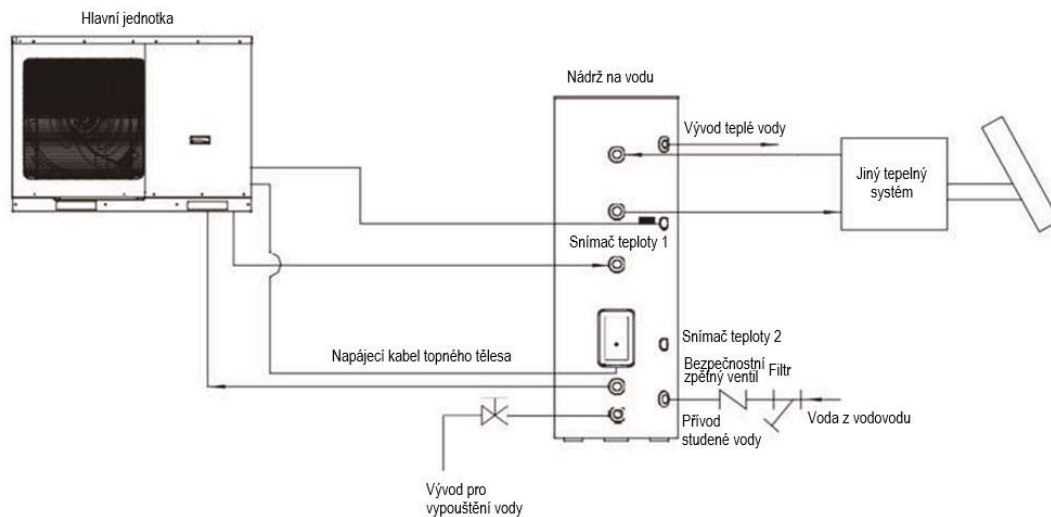 Hlavní jednotka
Nádrž na vodu
Vývod teplé vody
Jiný tepelný
systém
Snímač teploty 1
Snímač teploty 2
Napájecí kabel topného tělesa
Bezpečnostní
zpětný ventil
Filtr
Voda z vodovodu
Přívod
studené vody
Vývod pro
vypouštění vody